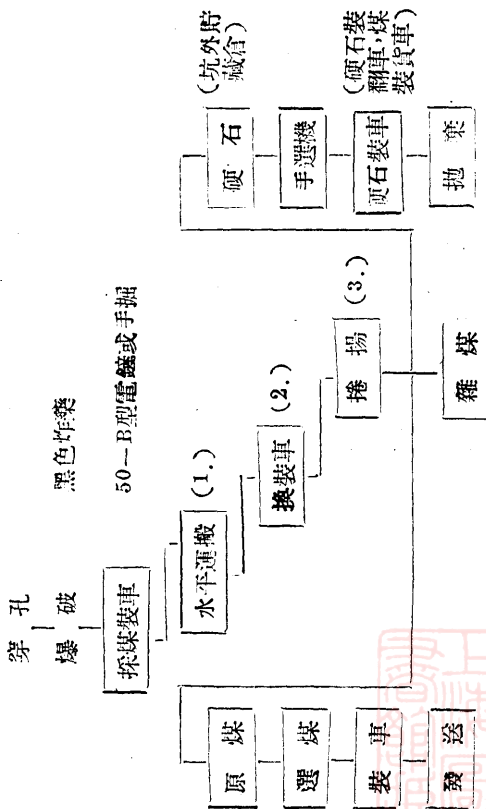 穿孔
爆破 黑色炸藥
採煤裝車 50－B型電鏟或手掘
水平運搬 (1.)
換裝車 (2.)
捲揚 (3.)
原煤
選煤
裝車
發送
雜煤
硬石 (坑外貯藏倉)
手選機
硬石裝車 (硬石裝翻車，煤裝貨車)
拋棄